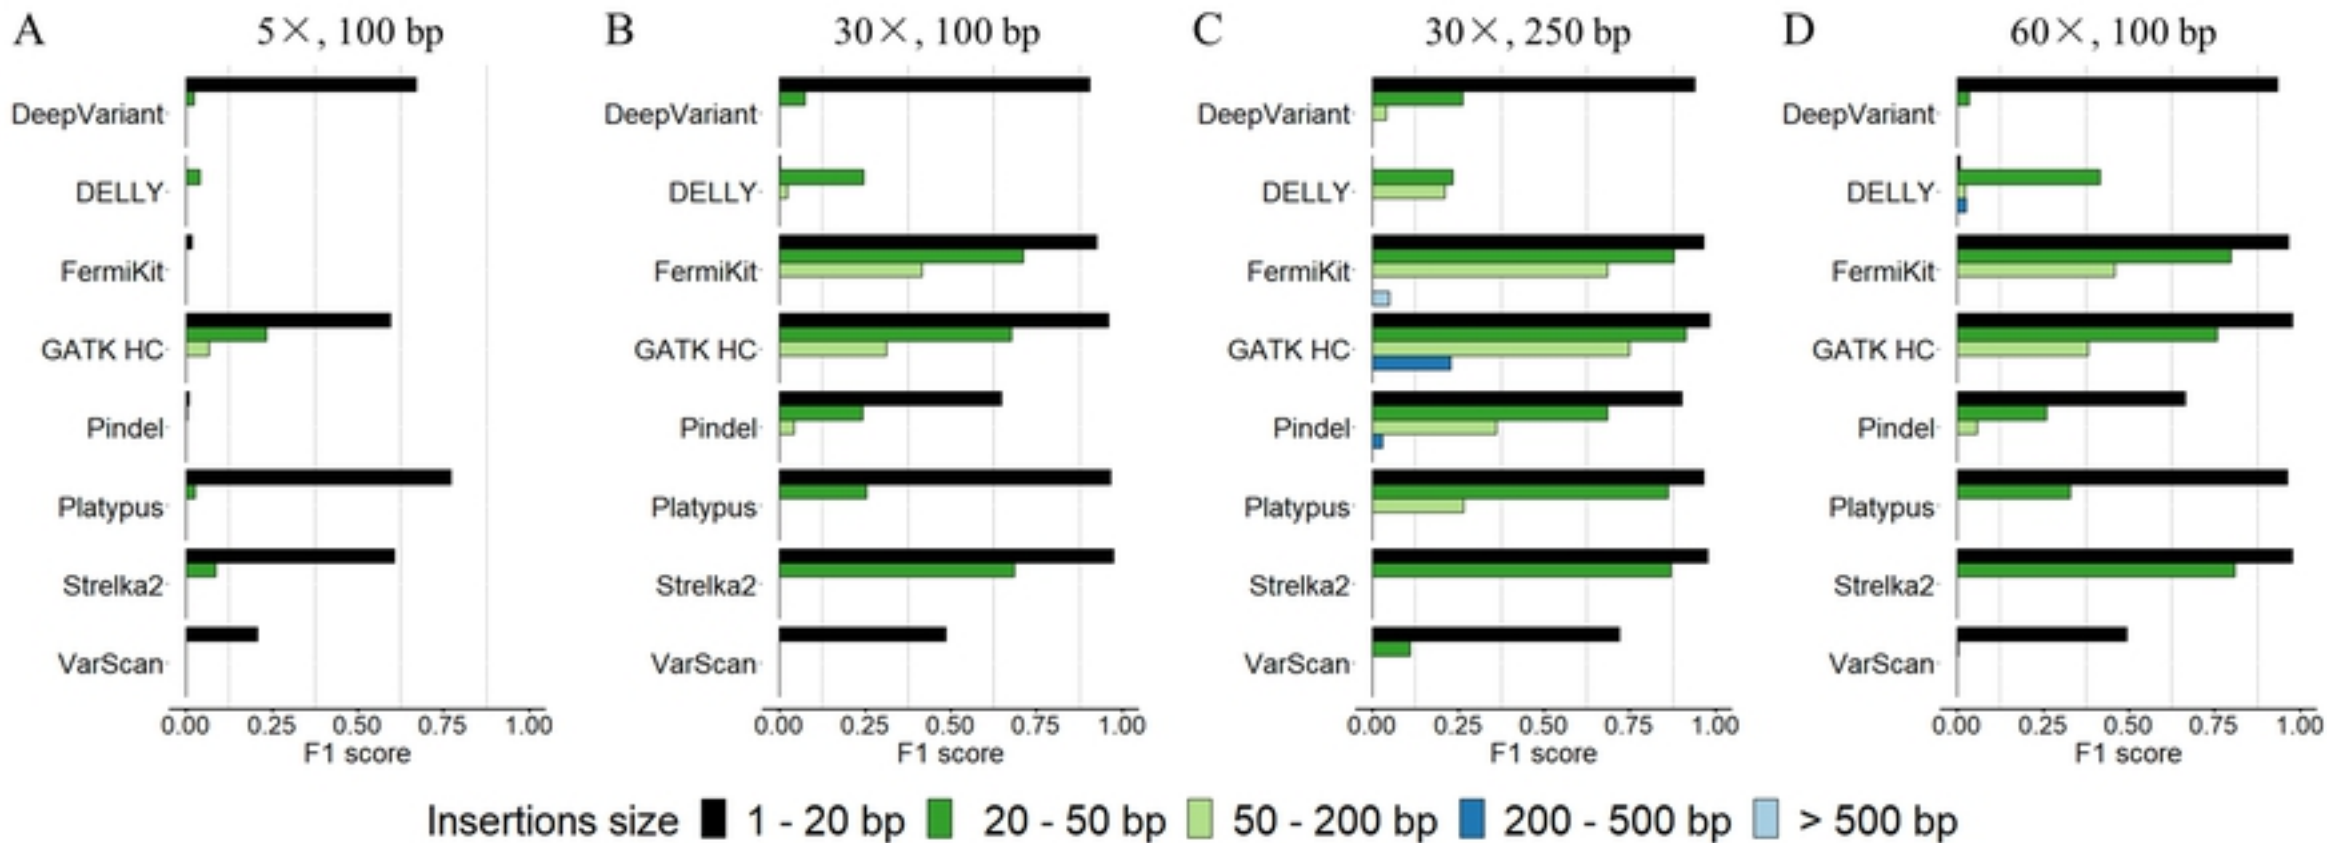 A 5×, 100 bp
DeepVariant
DELLY
FermiKit
GATK HC
Pindel
Platypus
Strelka2
VarScan
0.00 0.25 0.50 0.75 1.00
F1 score
B 30×, 100 bp
DeepVariant
DELLY
FermiKit
GATK HC
Pindel
Platypus
Strelka2
VarScan
0.00 0.25 0.50 0.75 1.00
F1 score
C 30×, 250 bp
DeepVariant
DELLY
FermiKit
GATK HC
Pindel
Platypus
Strelka2
VarScan
0.00 0.25 0.50 0.75 1.00
F1 score
D 60×, 100 bp
DeepVariant
DELLY
FermiKit
GATK HC
Pindel
Platypus
Strelka2
VarScan
0.00 0.25 0.50 0.75 1.00
F1 score
Insertions size 1 - 20 bp 20 - 50 bp 50 - 200 bp 200 - 500 bp > 500 bp